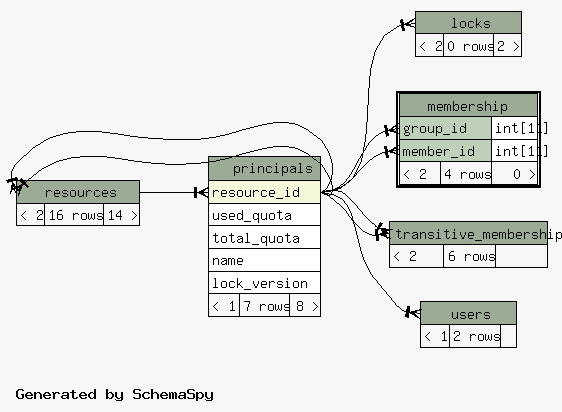 locks
< 2 0 rows 2 >
membership
group_id int[11]
member_id int[11]
< 2 4 rows 0 >
principals
resource_id
used_quota
total_quota
name
lock_version
< 1 7 rows 8 >
resources
< 2 16 rows 14 >
transitive_membership
< 2 6 rows
users
< 1 2 rows
Generated by SchemaSpy